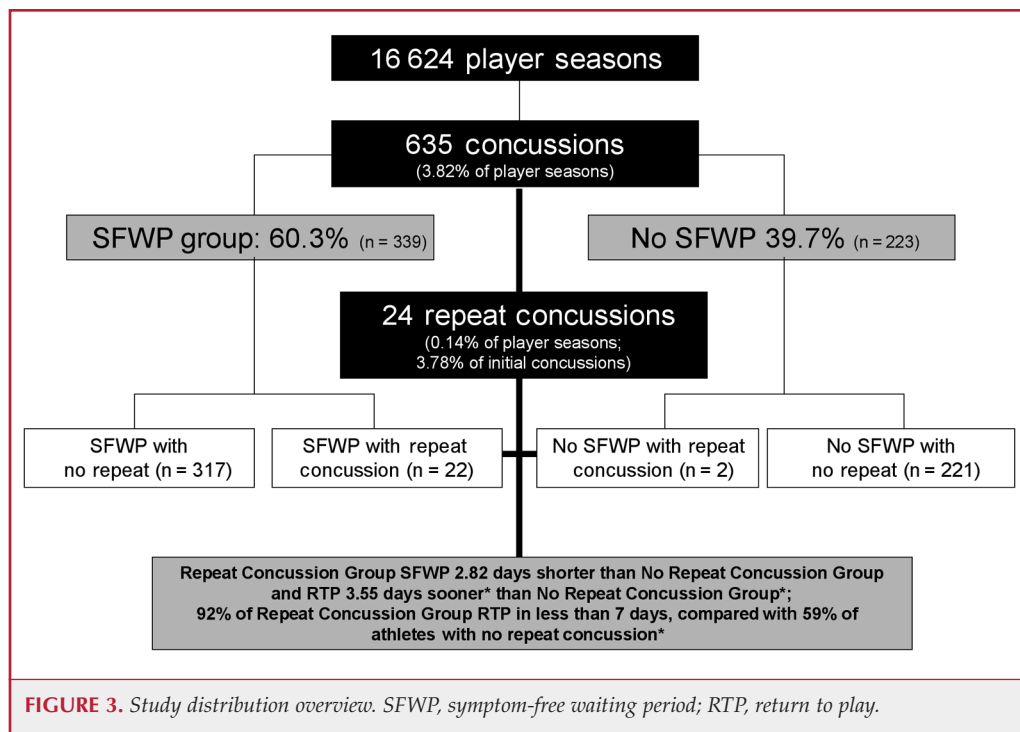 16 624 player seasons
635 concussions
(3.82% of player seasons)
SFWP group: 60.3% (n = 339)
No SFWP 39.7% (n = 223)
24 repeat concussions
(0.14% of player seasons;
3.78% of initial concussions)
SFWP with
no repeat (n = 317)
SFWP with repeat
concussion (n = 22)
No SFWP with repeat
concussion (n = 2)
No SFWP with
no repeat (n = 221)
Repeat Concussion Group SFWP 2.82 days shorter than No Repeat Concussion Group
and RTP 3.55 days sooner* than No Repeat Concussion Group*;
92% of Repeat Concussion Group RTP in less than 7 days, compared with 59% of
athletes with no repeat concussion*
FIGURE 3. Study distribution overview. SFWP, symptom-free waiting period; RTP, return to play.